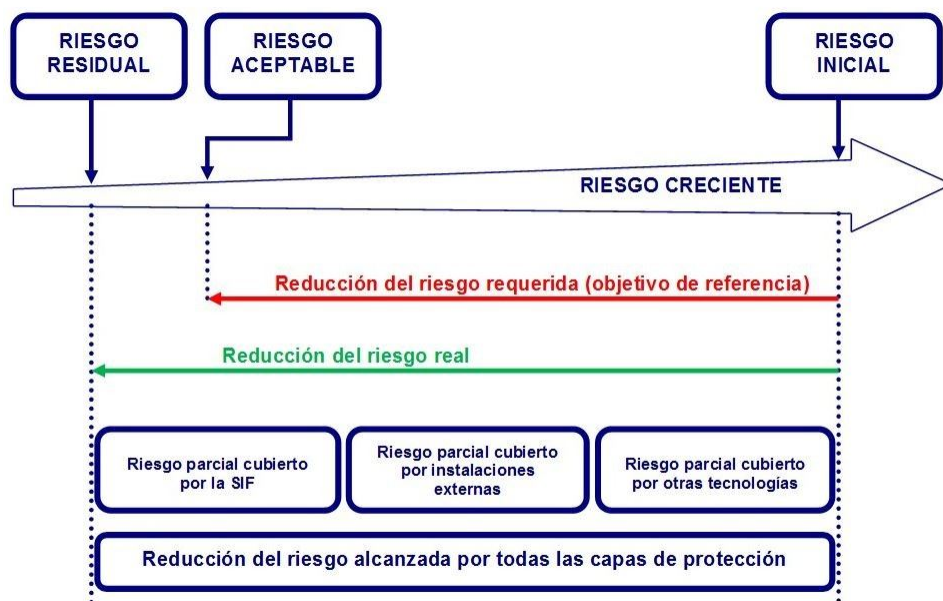 RIESGO
RESIDUAL
RIESGO
ACEPTABLE
RIESGO
INICIAL
RIESGO CRECIENTE
Reducción del riesgo requerida (objetivo de referencia)
Reducción del riesgo real
Riesgo parcial cubierto
por la SIF
Riesgo parcial cubierto
por instalaciones
externas
Riesgo parcial cubierto
por otras tecnologías
Reducción del riesgo alcanzada por todas las capas de protección